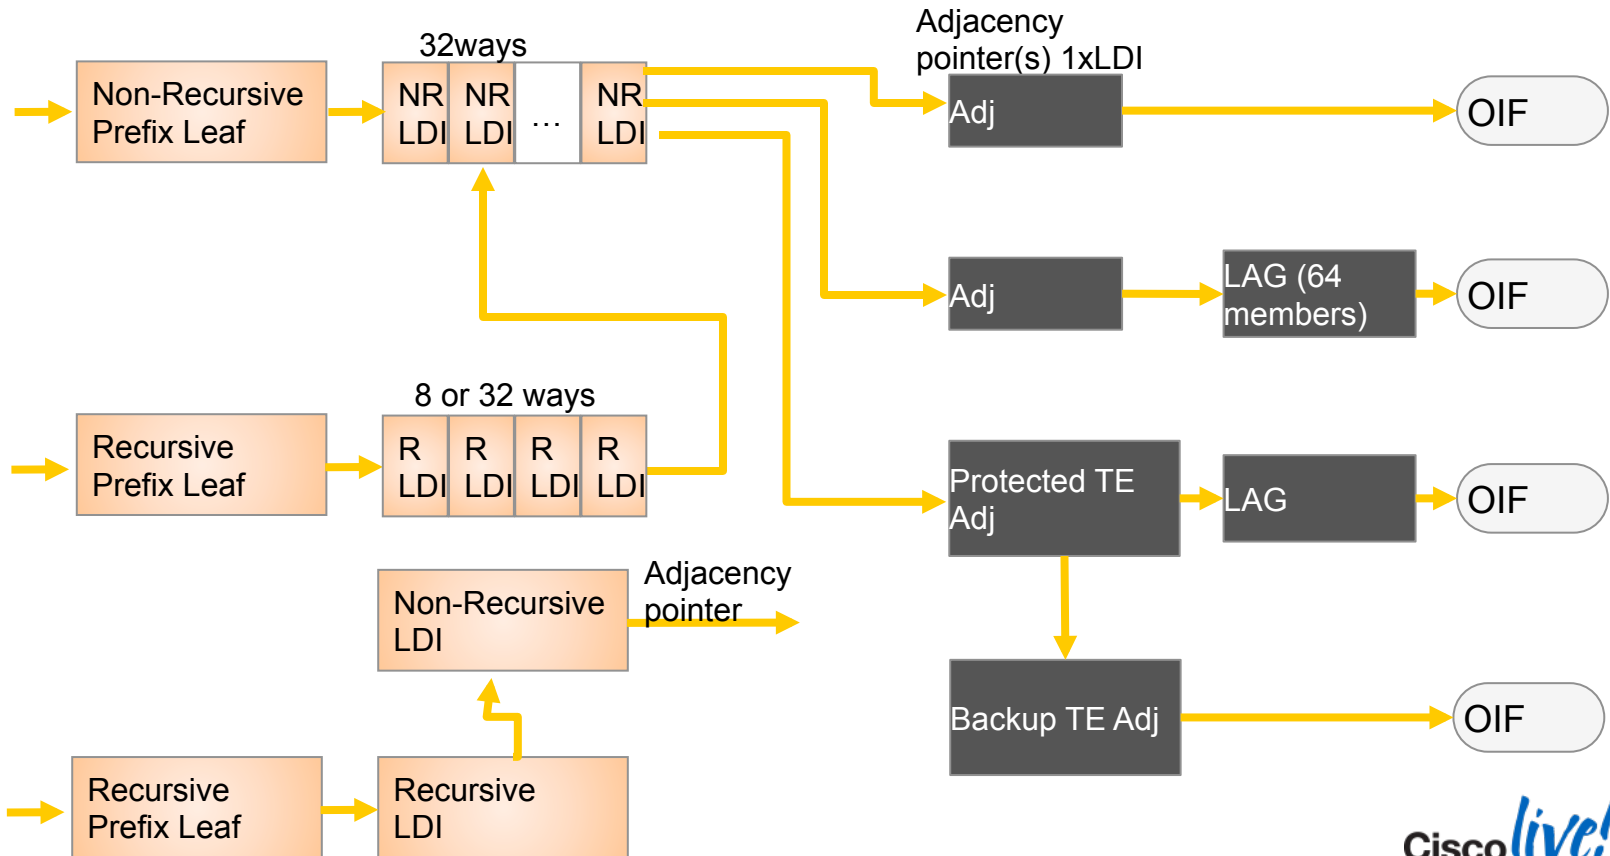 32ways
Adjacency
pointer(s) 1xLDI
Non-Recursive
Prefix Leaf
NR
LDI
NR
LDI
...
NR
LDI
Adj
OIF
Adj
LAG (64
members)
OIF
8 or 32 ways
Recursive
Prefix Leaf
R
LDI
R
LDI
R
LDI
R
LDI
Protected TE
Adj
LAG
OIF
Non-Recursive
LDI
Adjacency
pointer
Backup TE Adj
OIF
Recursive
Prefix Leaf
Recursive
LDI
Cisco live!